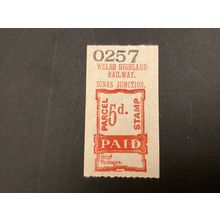 0257
WELSH HIGHLAND
RAILWAY.
DINAS JUNCTION.
PARCEL
5d.
STAMP
PAID